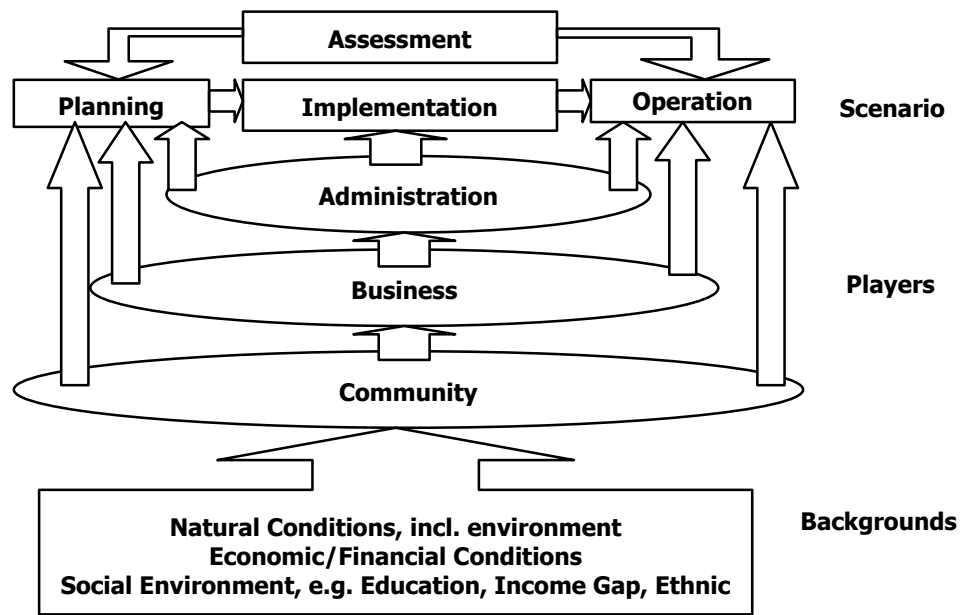 Assessment
Planning
Implementation
Operation
Scenario
Administration
Business
Players
Community
Natural Conditions, incl. environment
Economic/Financial Conditions
Social Environment, e.g. Education, Income Gap, Ethnic
Backgrounds